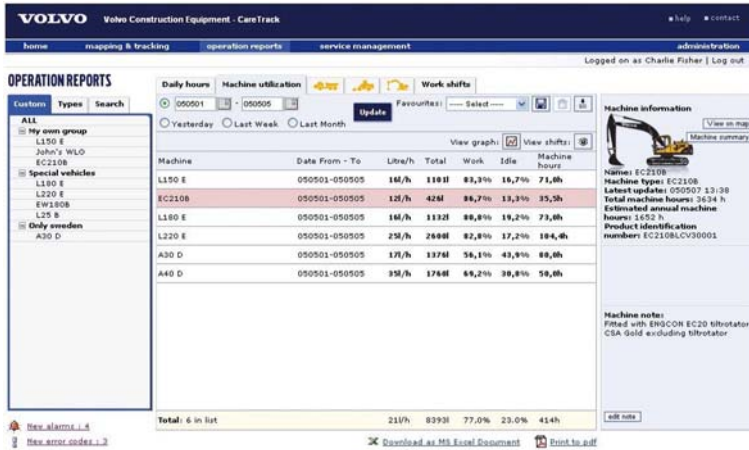 VOLVO Volvo Construction Equipment - CareTrack help contact
home mapping & tracking operation reports service management administration
Logged on as Charlie Fisher | Log out
OPERATION REPORTS
Custom Types Search
ALL
My own group
L150 E
John's WLO
EC210B
Special vehicles
L180 E
L220 E
EW180B
L25 B
Only sweden
A30 D
New alarms : 4
New error codes : 3
Daily hours Machine utilization Work shifts
050501 - 050505 Update Favourites: ---- Select ----
Yesterday Last Week Last Month
View graph: View shifts:
Machine Date From - To Litre/h Total Work Idle Machine hours
L150 E 050501-050505 16l/h 1101l 83,3% 16,7% 71,0h
EC210B 050501-050505 12l/h 426l 86,7% 13,3% 35,5h
L180 E 050501-050505 16l/h 1132l 80,8% 19,2% 73,0h
L220 E 050501-050505 25l/h 2600l 82,8% 17,2% 104,4h
A30 D 050501-050505 17l/h 1376l 56,1% 43,9% 80,0h
A40 D 050501-050505 35l/h 1760l 69,2% 30,8% 50,0h
Total: 6 in list 21l/h 8393l 77.0% 23.0% 414h
Download as MS Excel Document Print to pdf
Machine information
View on map
Machine summary
Name: EC210B
Machine type: EC210B
Latest update: 050507 13:38
Total machine hours: 3634 h
Estimated annual machine
hours: 1652 h
Product identification
number: EC210BLCV30001
Machine note:
Fitted with ENGCON EC20 tiltrotator
CSA Gold excluding tiltrotator
edit note